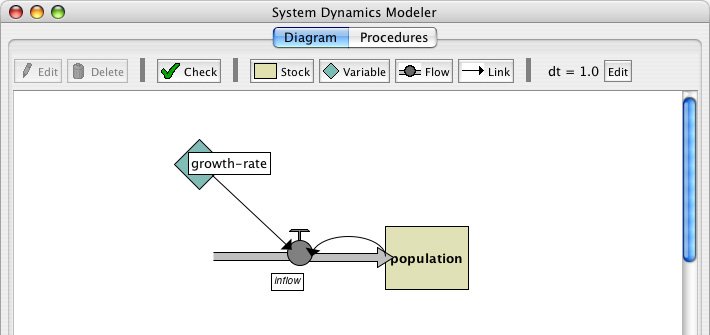 System Dynamics Modeler
Diagram Procedures
Edit Delete Check Stock Variable Flow Link dt = 1.0 Edit
growth-rate
population
inflow